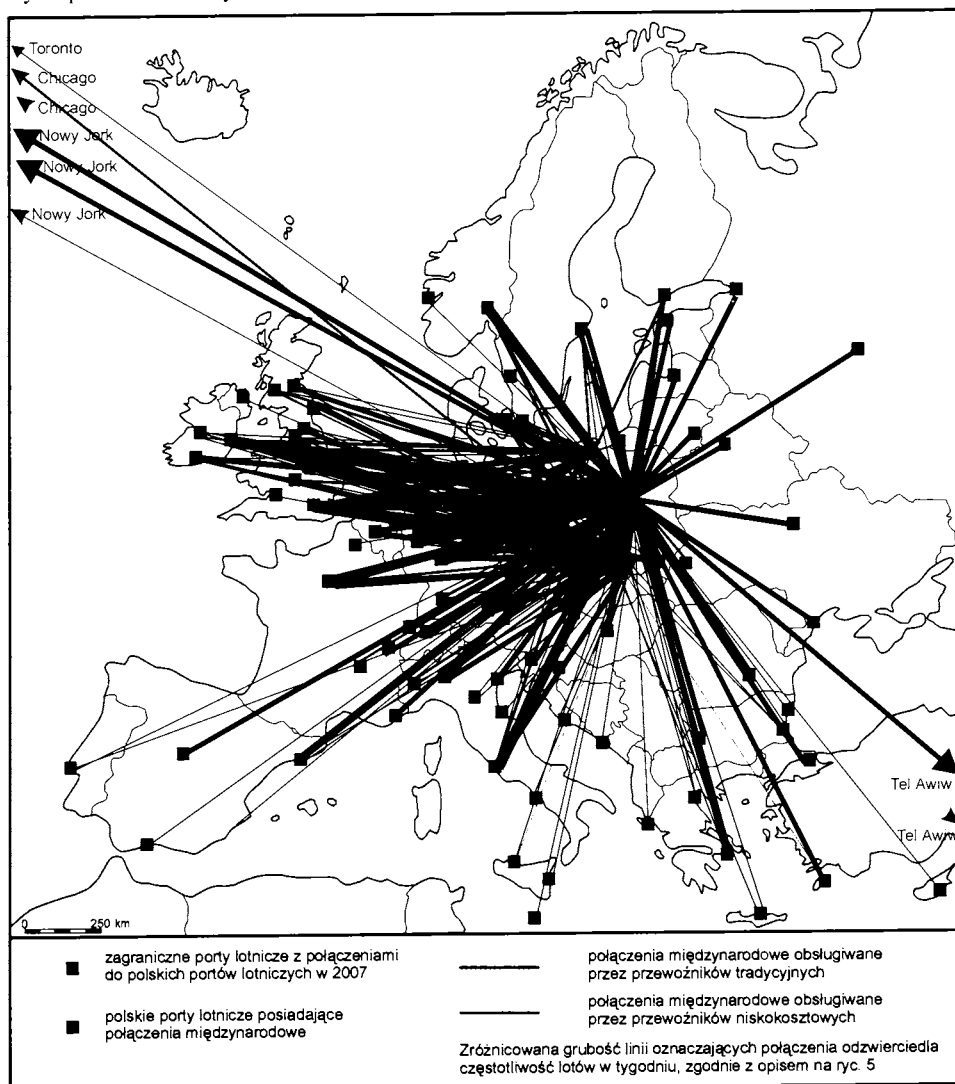 Toronto
Chicago
Chicago
Nowy Jork
Nowy Jork
Nowy Jork
Tel Awiw
Tel Awiw
0 250 km
zagraniczne porty lotnicze z połączeniami
do polskich portów lotniczych w 2007
polskie porty lotnicze posiadające
połączenia międzynarodowe
połączenia międzynarodowe obsługiwane
przez przewoźników tradycyjnych
połączenia międzynarodowe obsługiwane
przez przewoźników niskokosztowych
Zróżnicowana grubość linii oznaczających połączenia odzwierciedla
częstotliwość lotów w tygodniu, zgodnie z opisem na ryc. 5